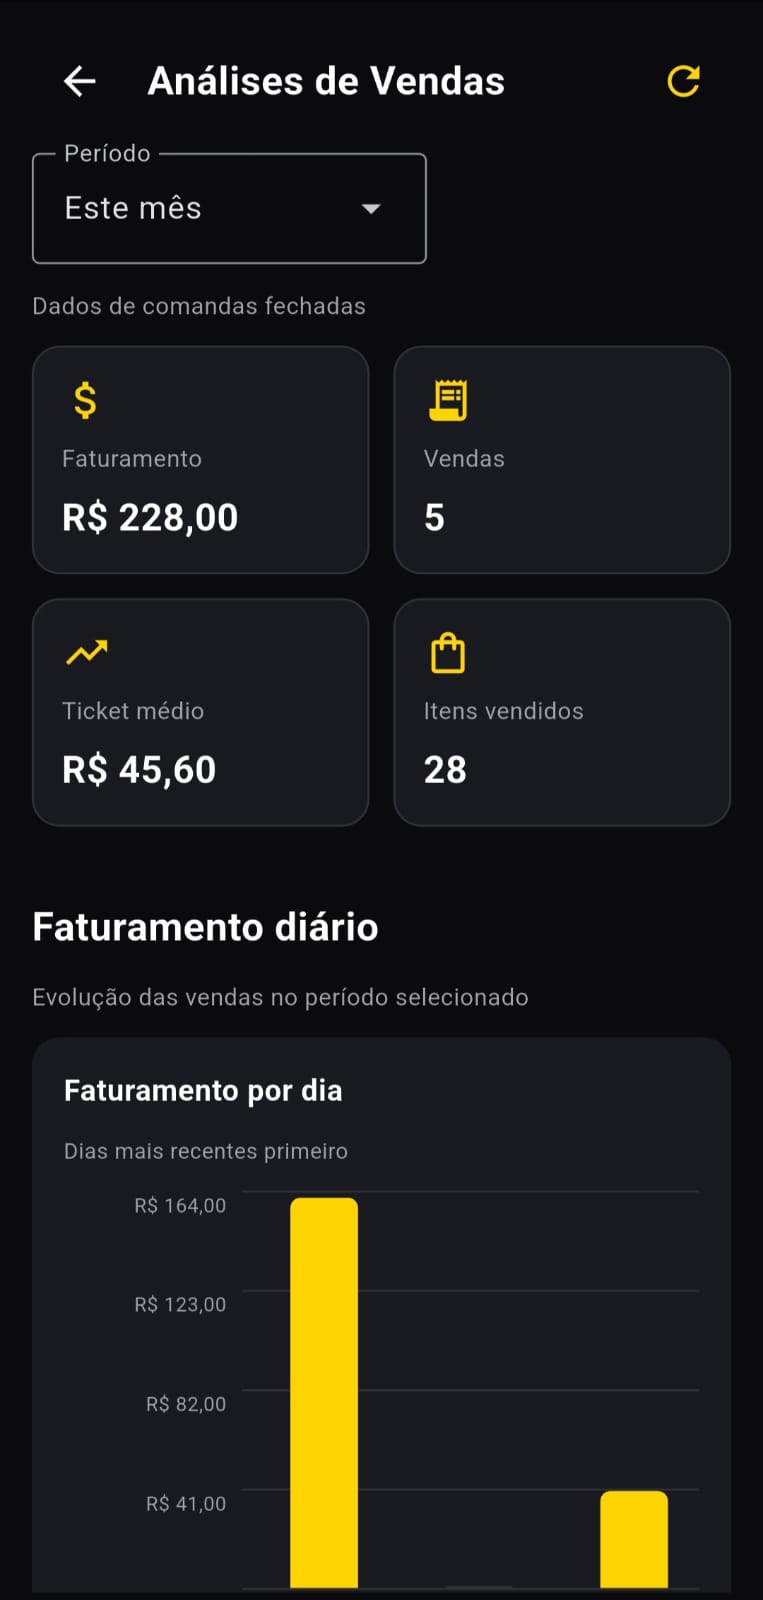 Análises de Vendas
Período
Este mês
Dados de comandas fechadas
Faturamento
R$ 228,00
Vendas
5
Ticket médio
R$ 45,60
Itens vendidos
28
Faturamento diário
Evolução das vendas no período selecionado
Faturamento por dia
Dias mais recentes primeiro
R$ 164,00
R$ 123,00
R$ 82,00
R$ 41,00